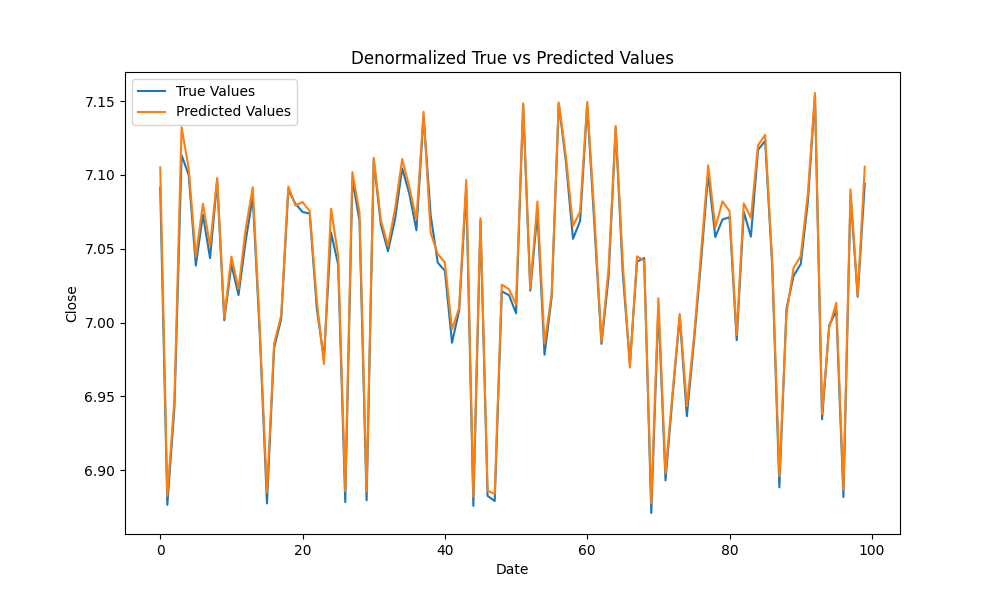 Denormalized True vs Predicted Values
True Values
Predicted Values
7.15
7.10
7.05
7.00
6.95
6.90
Close
0 20 40 60 80 100
Date